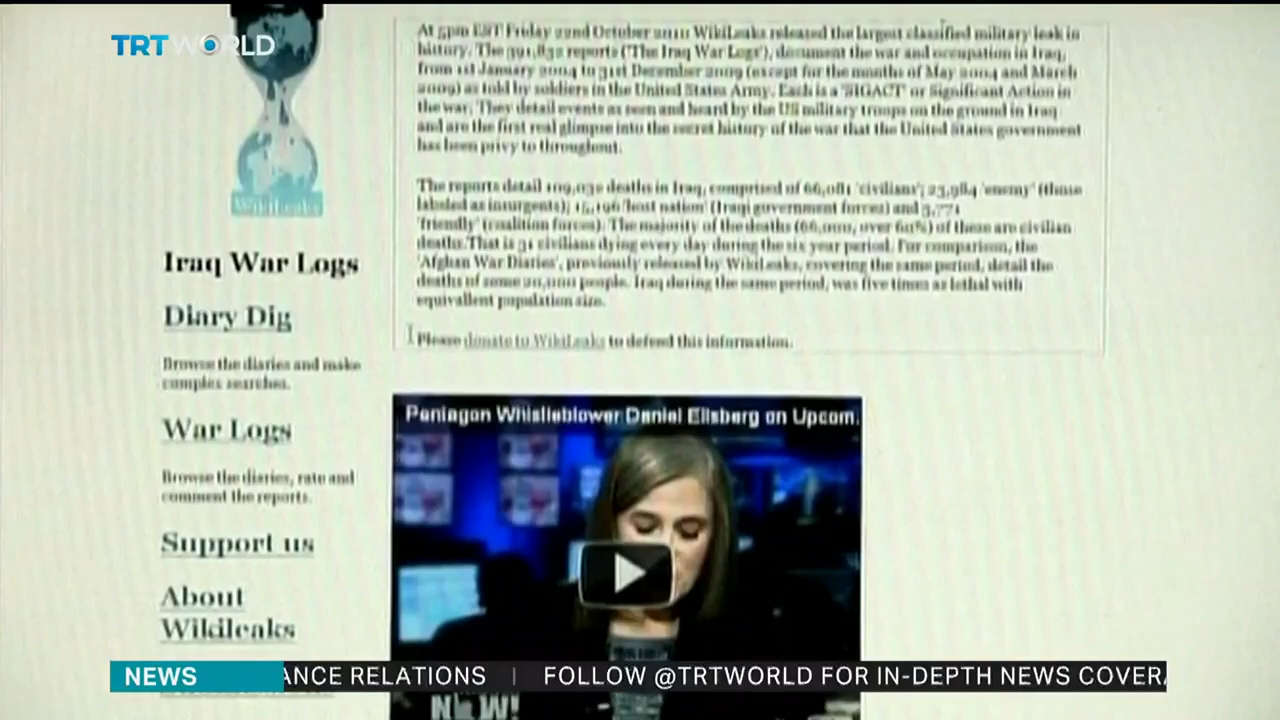 TRT WORLD
At 5pm EST Friday 22nd October 2010 WikiLeaks released the largest classified military leak in
history. The 391,832 reports ('The Iraq War Logs'), document the war and occupation in Iraq,
from 1st January 2004 to 31st December 2009 (except for the months of May 2004 and March
2009) as told by soldiers in the United States Army. Each is a 'SIGACT' or Significant Action in
the war. They detail events as seen and heard by the US military troops on the ground in Iraq
and are the first real glimpse into the secret history of the war that the United States government
has been privy to throughout.
The reports detail 109,032 deaths in Iraq, comprised of 66,081 'civilians'; 23,984 'enemy' (those
labeled as insurgents); 15,196 'host nation' (Iraqi government forces) and 3,771
'friendly' (coalition forces). The majority of the deaths (66,000, over 60%) of these are civilian
deaths.That is 31 civilians dying every day during the six year period. For comparison, the
'Afghan War Diaries', previously released by WikiLeaks, covering the same period, detail the
deaths of some 20,000 people. Iraq during the same period, was five times as lethal with
equivallent population size.
Please donate to WikiLeaks to defend this information.
WikiLeaks
Iraq War Logs
Diary Dig
Browse the diaries and make
complex searches.
War Logs
Browse the diaries, rate and
comment the reports.
Support us
About
Wikileaks
Pentagon Whistleblower Daniel Ellsberg on Upcom.
NOW!
NEWS
ANCE RELATIONS | FOLLOW @TRTWORLD FOR IN-DEPTH NEWS COVERA